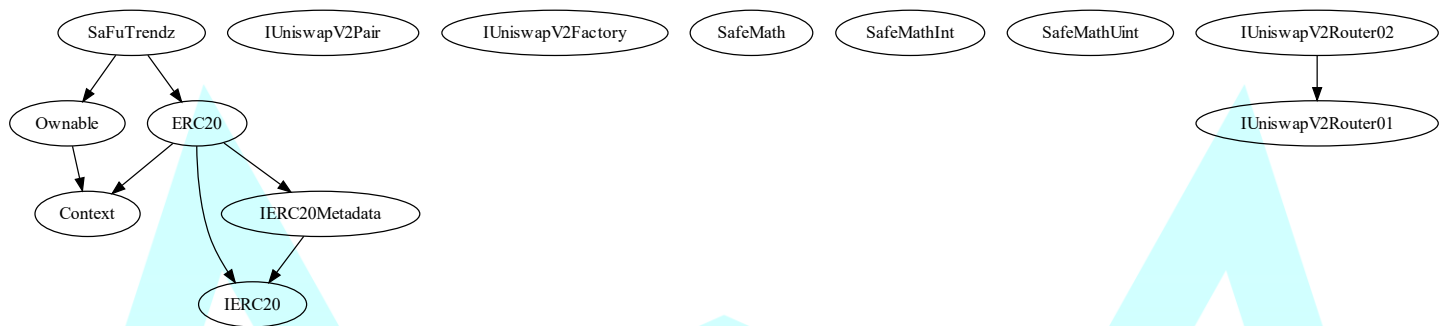 SaFuTrendz
IUniswapV2Pair
IUniswapV2Factory
SafeMath
SafeMathInt
SafeMathUint
IUniswapV2Router02
Ownable
ERC20
IUniswapV2Router01
Context
IERC20Metadata
IERC20